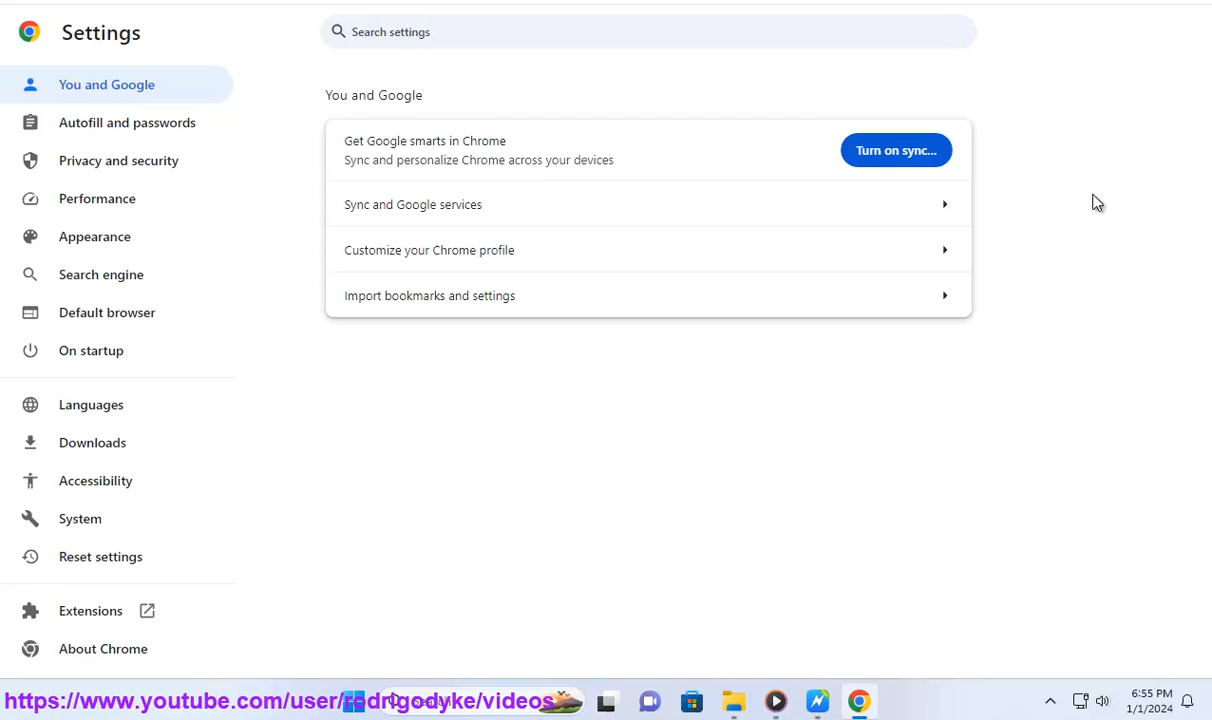 Settings
Search settings
You and Google
Autofill and passwords
Privacy and security
Performance
Appearance
Search engine
Default browser
On startup
Languages
Downloads
Accessibility
System
Reset settings
Extensions
About Chrome
You and Google
Get Google smarts in Chrome
Sync and personalize Chrome across your devices
Turn on sync...
Sync and Google services
Customize your Chrome profile
Import bookmarks and settings
https://www.youtube.com/user/rodrigodyke/videos
6:55 PM
1/1/2024